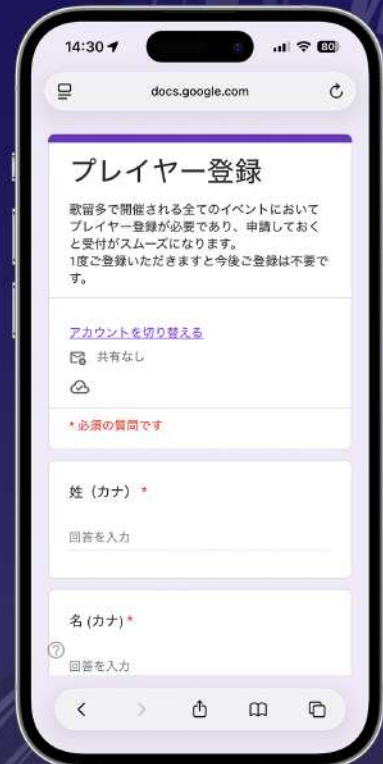 14:30
80
docs.google.com
プレイヤー登録
歌留多で開催される全てのイベントにおいて
プレイヤー登録が必要であり、申請しておく
と受付がスムーズになります。
1度ご登録いただきますと今後ご登録は不要で
す。
アカウントを切り替える
共有なし
* 必須の質問です
姓（カナ） *
回答を入力
名 (カナ) *
回答を入力